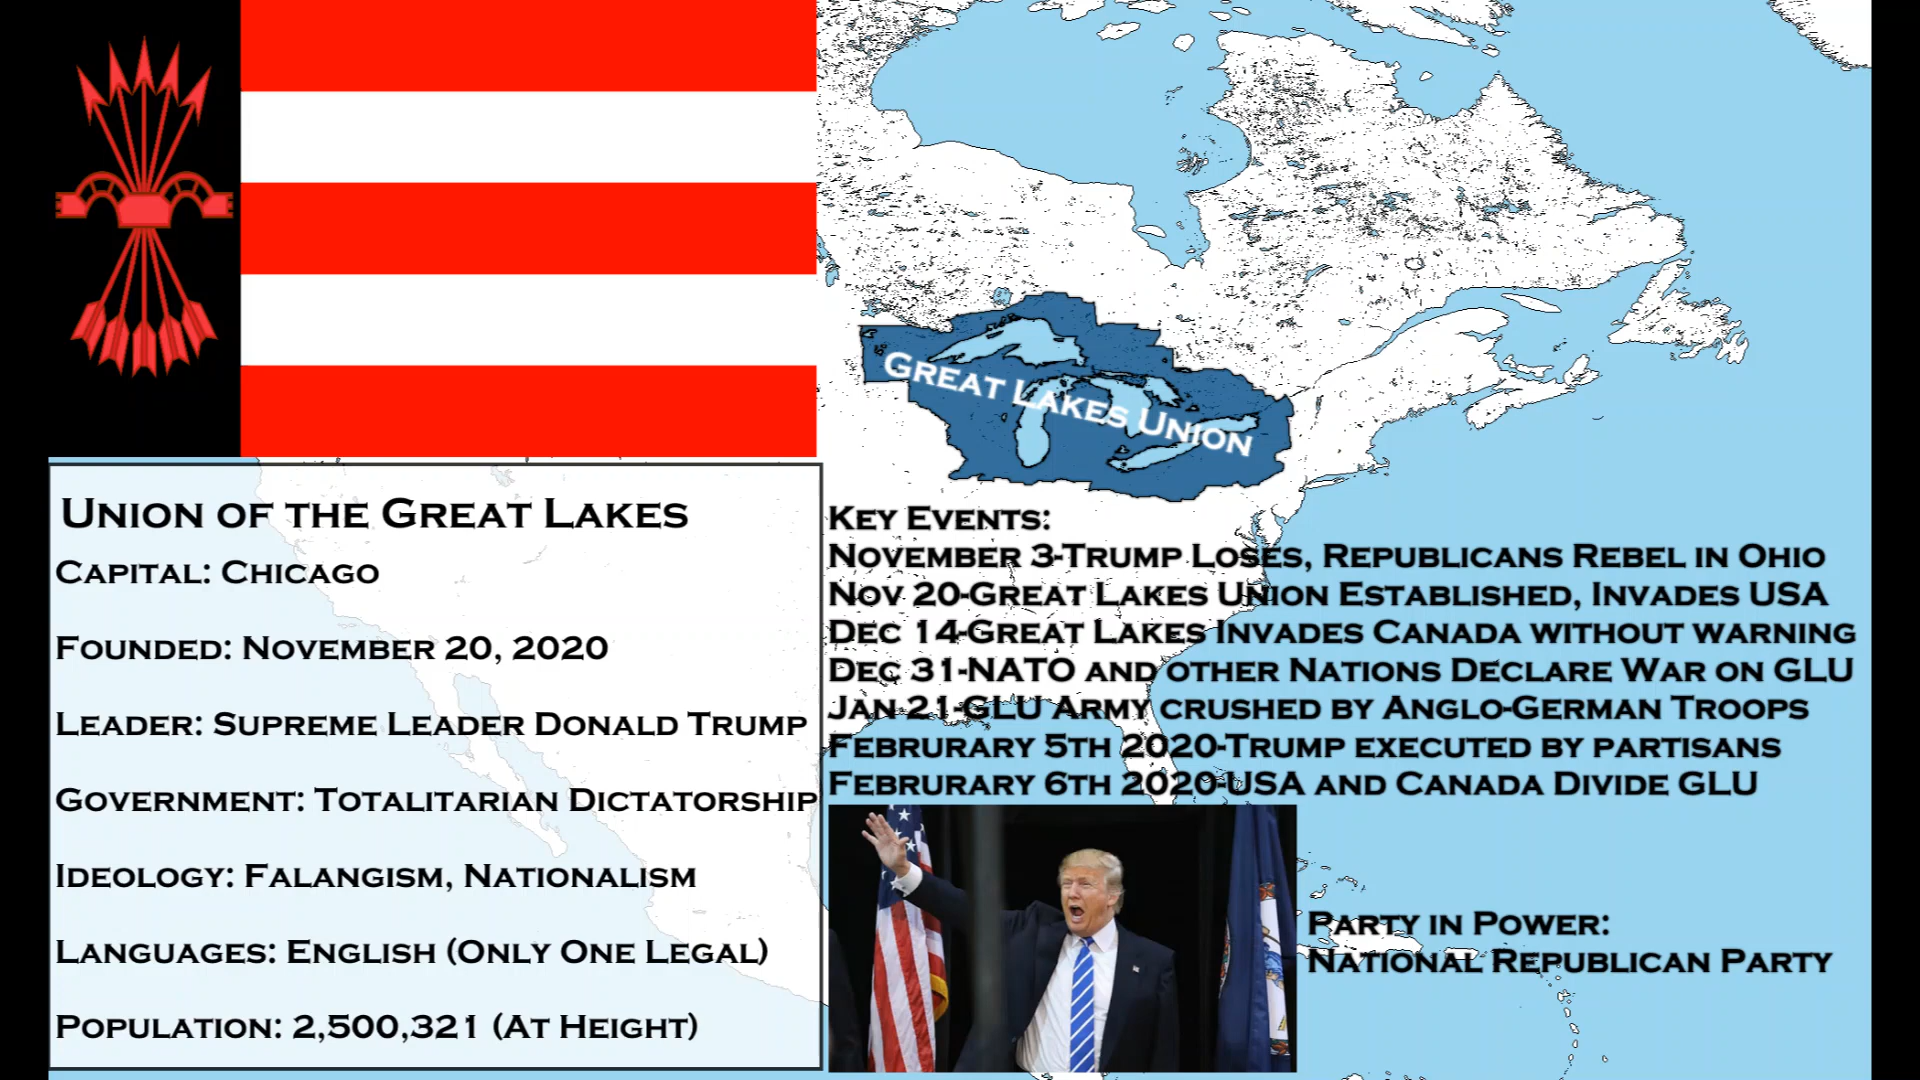 Great Lakes Union
Union of the Great Lakes
Capital: Chicago
Founded: November 20, 2020
Leader: Supreme Leader Donald Trump
Government: Totalitarian Dictatorship
Ideology: Falangism, Nationalism
Languages: English (Only One Legal)
Population: 2,500,321 (At Height)
Key Events:
November 3-Trump Loses, Republicans Rebel in Ohio
Nov 20-Great Lakes Union Established, Invades USA
Dec 14-Great Lakes Invades Canada without warning
Dec 31-NATO and other Nations Declare War on GLU
Jan 21-GLU Army crushed by Anglo-German Troops
Februrary 5th 2020-Trump executed by partisans
Februrary 6th 2020-USA and Canada Divide GLU
Party in Power:
National Republican Party